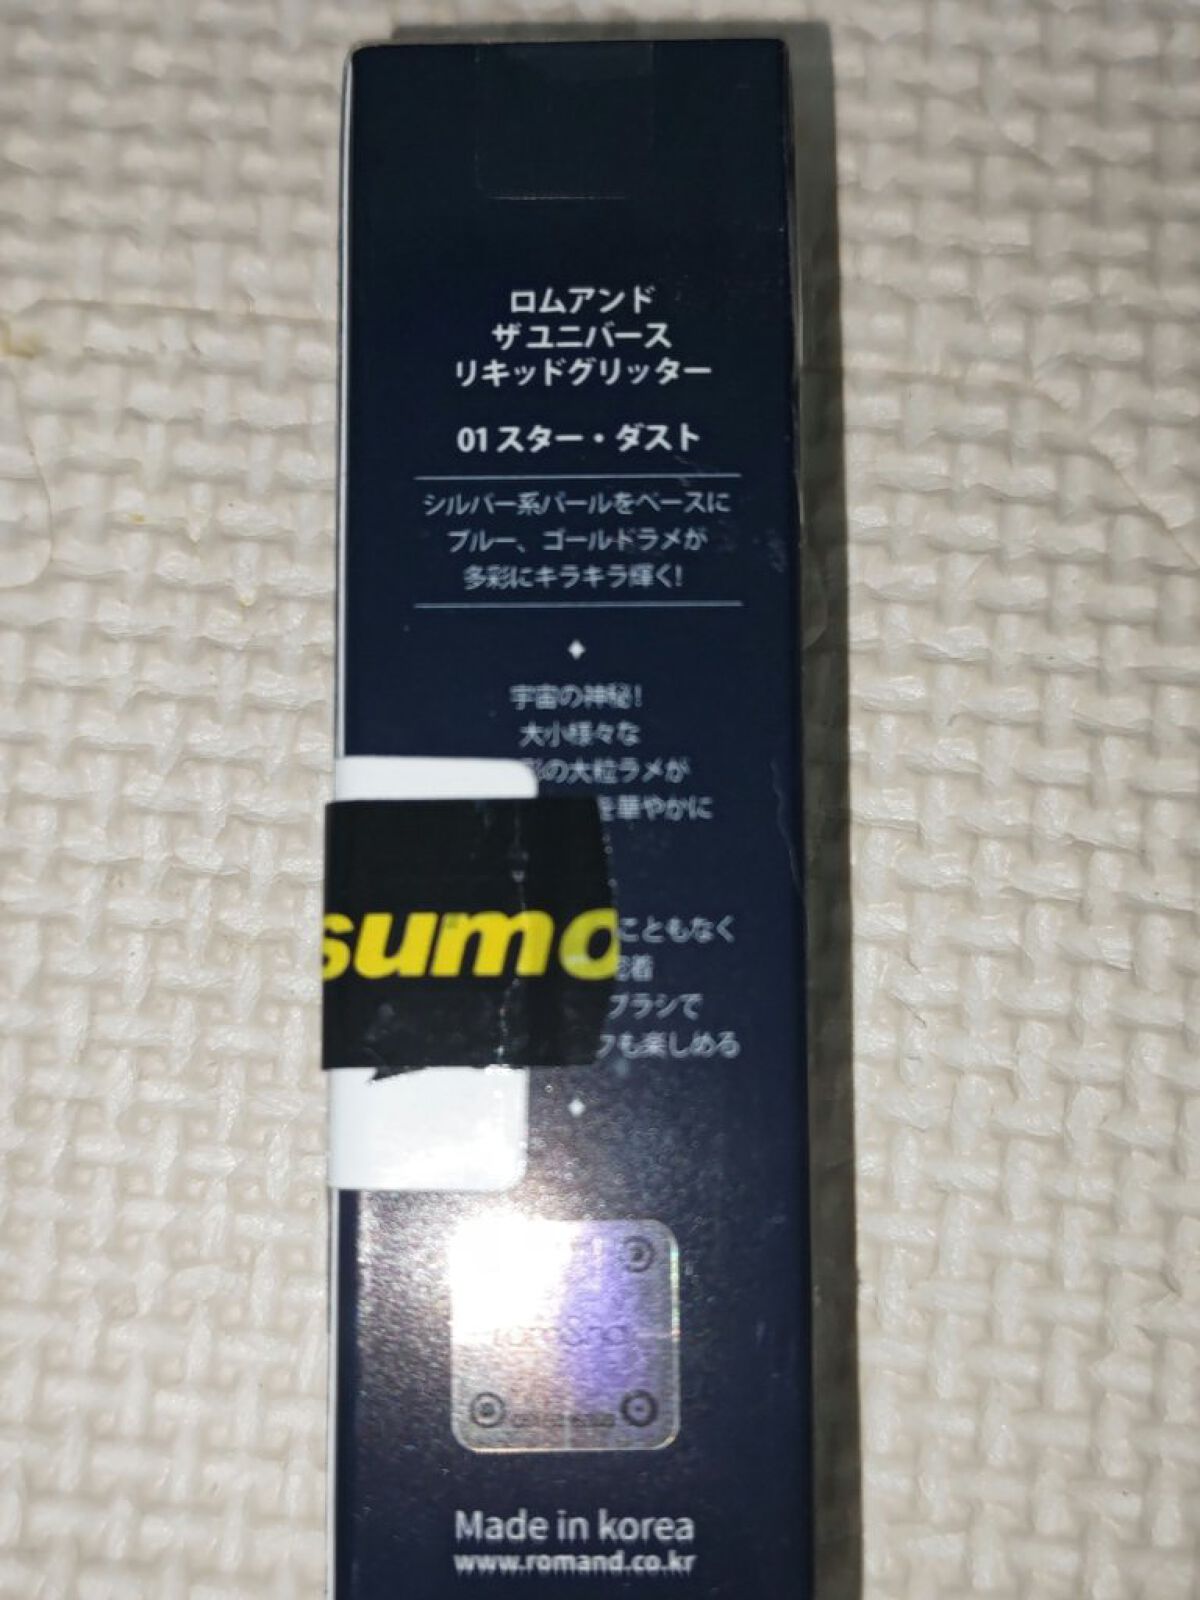 ロムアンド
ザ ユニバース
リキッドグリッター
01 スター・ダスト
シルバー系パールをベースに
ブルー、ゴールドラメが
多彩にキラキラ輝く!
宇宙の神秘!
大小様々な
彩の大粒ラメが
を華やかに
sumo
こともなく
密着
ブラシで
クも楽しめる
Made in korea
www.romand.co.kr